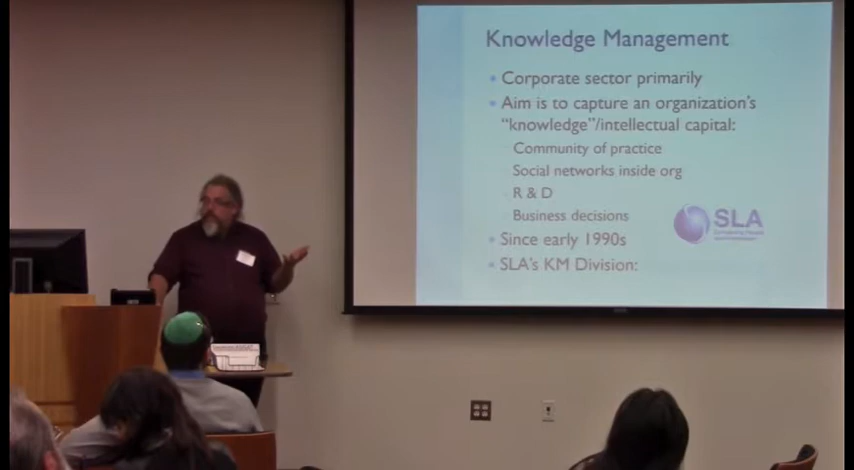 Knowledge Management
• Corporate sector primarily
• Aim is to capture an organization's
"knowledge"/intellectual capital:
Community of practice
Social networks inside org
R & D
Business decisions
• Since early 1990s
• SLA's KM Division:
SLA